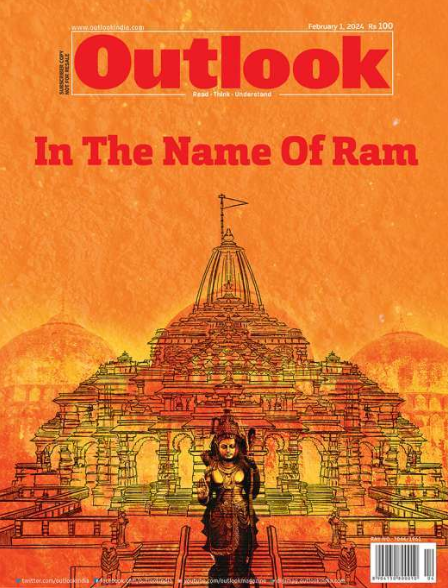 www.outlookindia.com
February 1, 2024 Rs 100
SUBSCRIBER COPY
NOT FOR RESALE
Outlook
Read · Think · Understand
In The Name Of Ram